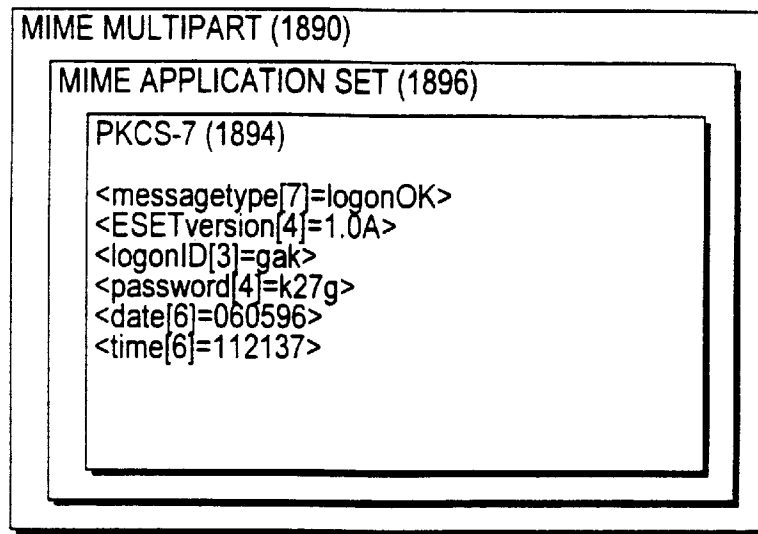 MIME MULTIPART (1890)
MIME APPLICATION SET (1896)
PKCS-7 (1894)
<messagetype[7]=logonOK>
<ESETversion[4]=1.0A>
<logonID[3]=gak>
<password[4]=k27g>
<date[6]=060596>
<time[6]=112137>